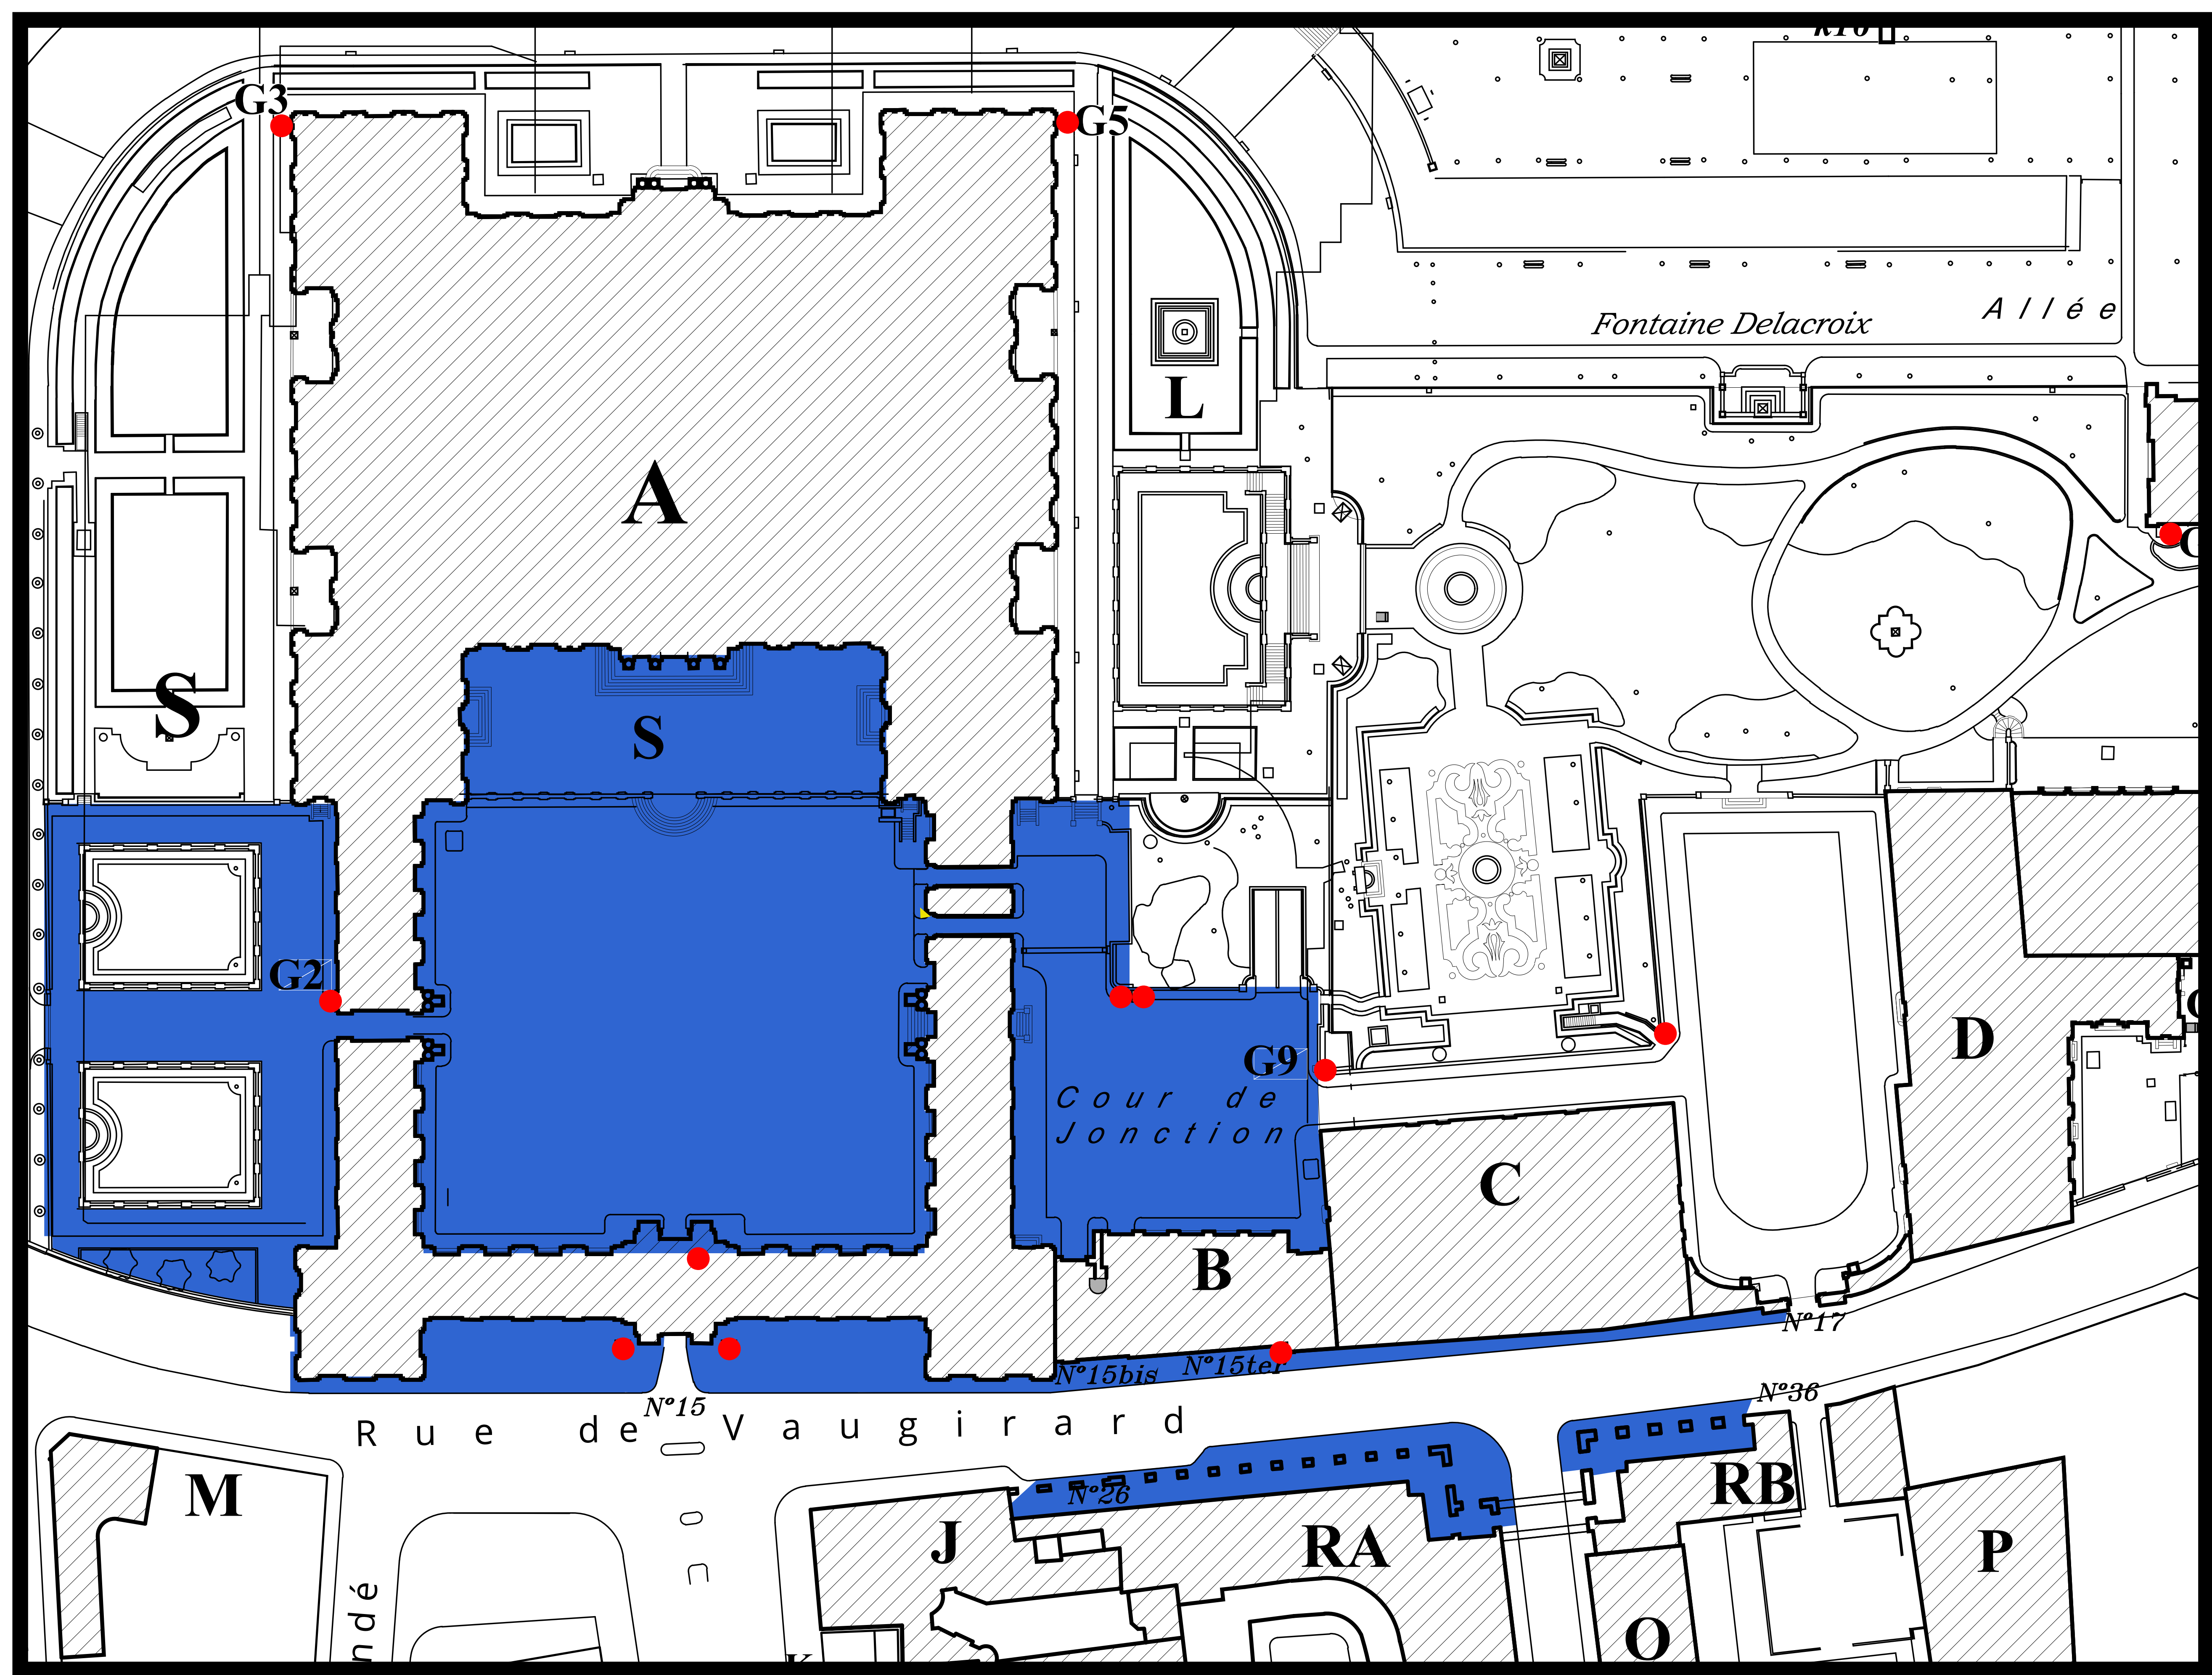 G3
G5
L
Fontaine Delacroix
Allée
A
S
S
G2
G9
Cour de
Jonction
D
C
B
N°17
N°15bis
N°15ter
N°15
N°36
Rue de Vaugirard
M
N°26
J
RA
RB
P
O
ndé